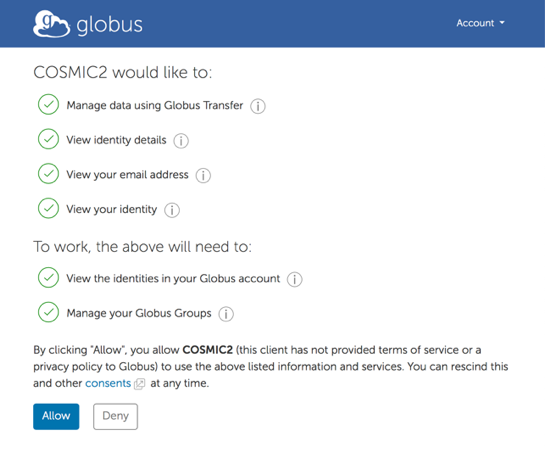 globus
Account
COSMIC2 would like to:
Manage data using Globus Transfer
View identity details
View your email address
View your identity
To work, the above will need to:
View the identities in your Globus account
Manage your Globus Groups
By clicking "Allow", you allow COSMIC2 (this client has not provided terms of service or a
privacy policy to Globus) to use the above listed information and services. You can rescind this
and other consents at any time.
Allow Deny